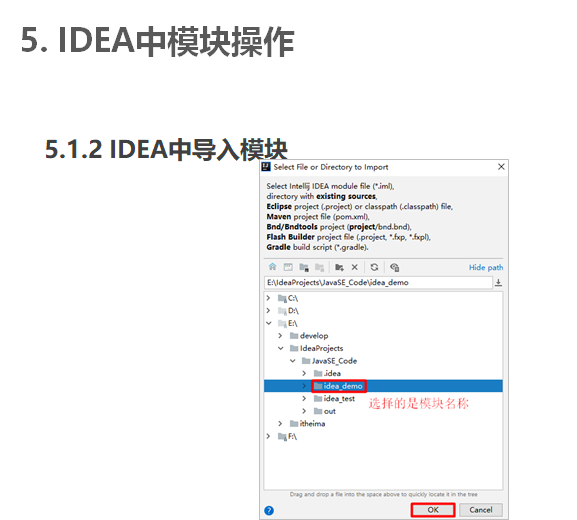 5. IDEA中模块操作
5.1.2 IDEA中导入模块
Select File or Directory to Import
Select Intellij IDEA module file (*.iml),
directory with existing sources,
Eclipse project (.project) or classpath (.classpath) file,
Maven project file (pom.xml),
Bnd/Bndtools project (project/bnd.bnd),
Flash Builder project file (.project, *.fxp, *.fxpl),
Gradle build script (*.gradle).
Hide path
E:\IdeaProjects\JavaSE_Code\idea_demo
C:\
D:\
E:\
develop
IdeaProjects
JavaSE_Code
.idea
idea_demo
idea_test
选择的是模块名称
out
itheima
F:\
Drag and drop a file into the space above to quickly locate it in the tree
?
OK
Cancel